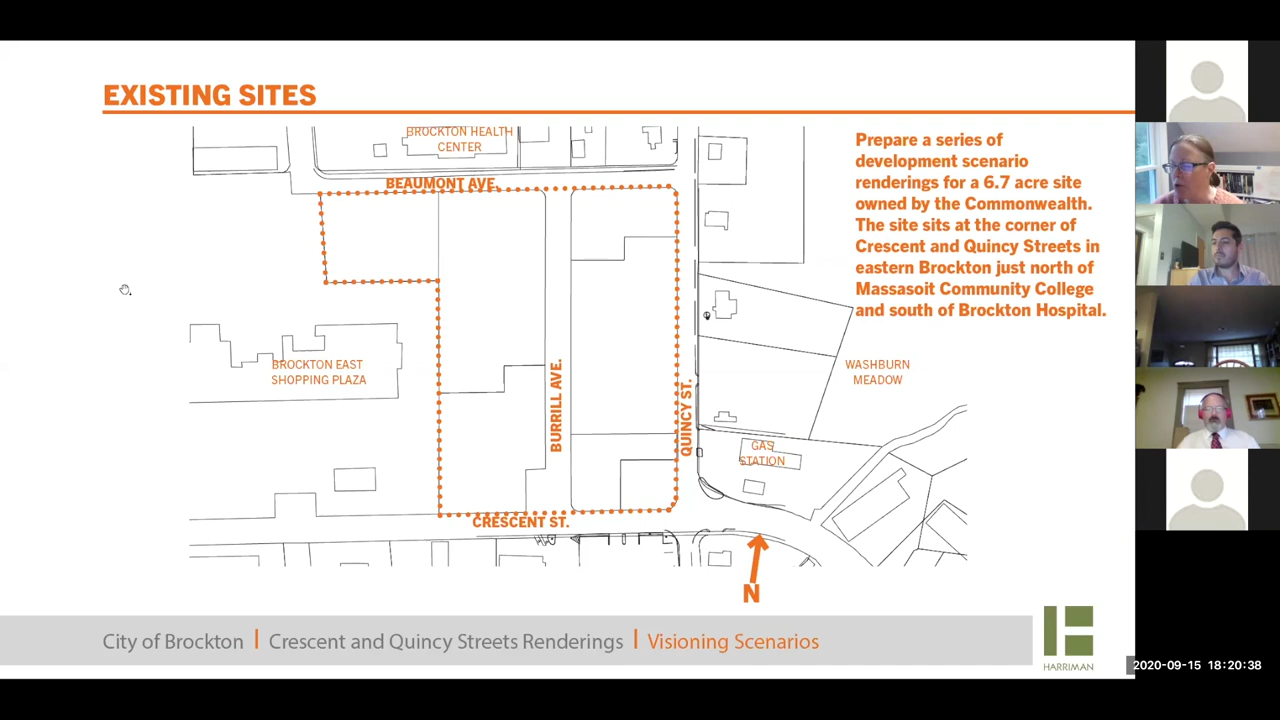 EXISTING SITES
BROCKTON HEALTH
CENTER
BEAUMONT AVE.
Prepare a series of
development scenario
renderings for a 6.7 acre site
owned by the Commonwealth.
The site sits at the corner of
Crescent and Quincy Streets in
eastern Brockton just north of
Massasoit Community College
and south of Brockton Hospital.
BROCKTON EAST
SHOPPING PLAZA
BURRILL AVE.
QUINCY ST.
WASHBURN
MEADOW
GAS
STATION
CRESCENT ST.
N
City of Brockton | Crescent and Quincy Streets Renderings | Visioning Scenarios
HARRIMAN
2020-09-15 18:20:38